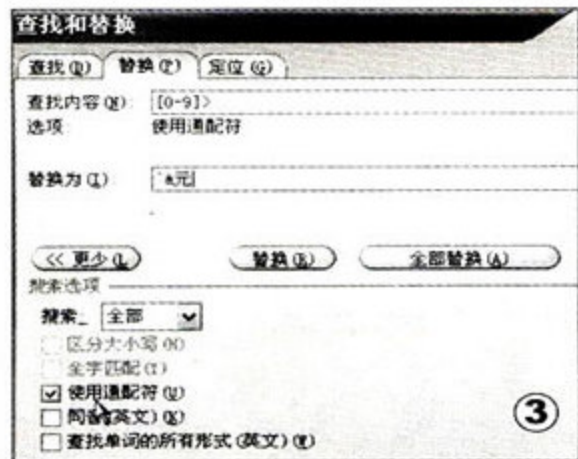 查找和替换
查找(D) 替换(P) 定位(G)
查找内容(N): [0-9]>
选项 使用通配符
替换为(I) ^&元
<< 更少(L 替换(R) 全部替换(A)
搜索选项
搜索_ 全部
区分大小写(H)
全字匹配(Y)
使用通配符(U)
同音(英文)(K)
查找单词的所有形式(英文)(W)
③